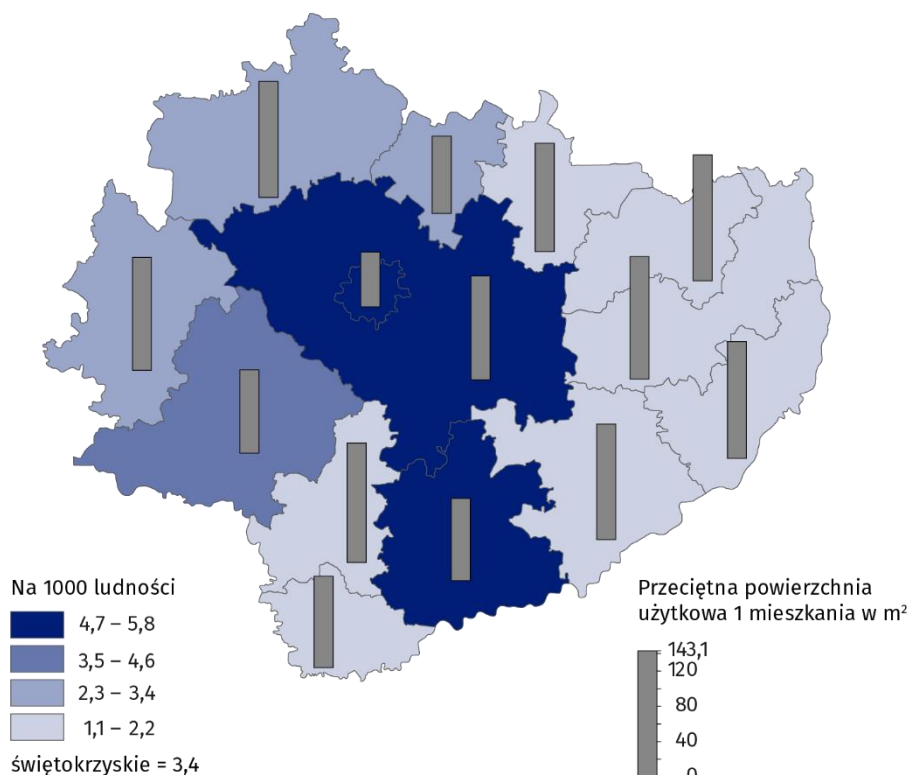 Na 1000 ludności
4,7 – 5,8
3,5 – 4,6
2,3 – 3,4
1,1 – 2,2
świętokrzyskie = 3,4
Przeciętna powierzchnia
użytkowa 1 mieszkania w m²
143,1
120
80
40
0